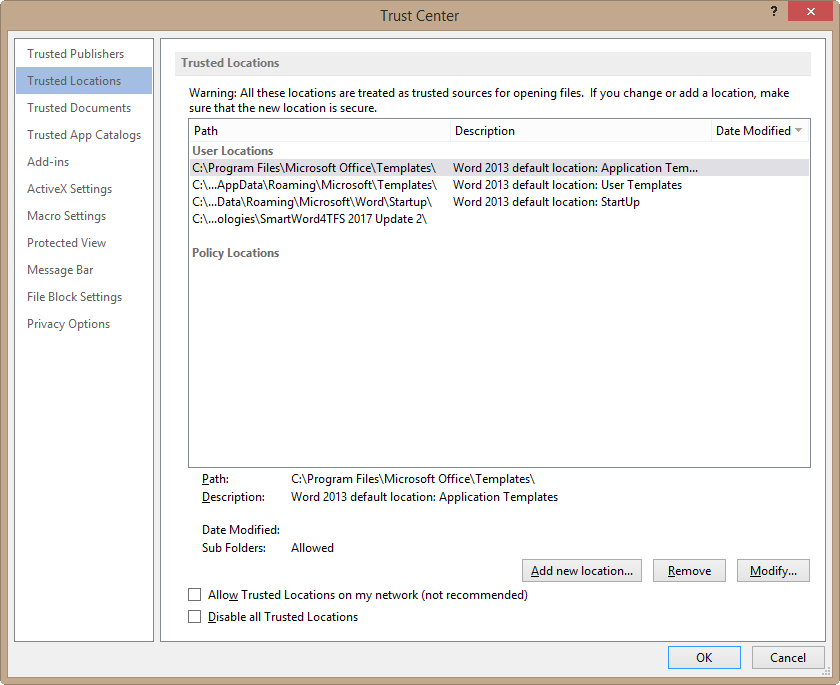 Trust Center
?
Trusted Publishers
Trusted Locations
Trusted Documents
Trusted App Catalogs
Add-ins
ActiveX Settings
Macro Settings
Protected View
Message Bar
File Block Settings
Privacy Options
Trusted Locations
Warning: All these locations are treated as trusted sources for opening files.  If you change or add a location, make
sure that the new location is secure.
Path Description Date Modified
User Locations
C:\Program Files\Microsoft Office\Templates\ Word 2013 default location: Application Tem...
C:\...AppData\Roaming\Microsoft\Templates\ Word 2013 default location: User Templates
C:\...Data\Roaming\Microsoft\Word\Startup\ Word 2013 default location: StartUp
C:\...ologies\SmartWord4TFS 2017 Update 2\
Policy Locations
Path: C:\Program Files\Microsoft Office\Templates\
Description: Word 2013 default location: Application Templates
Date Modified:
Sub Folders: Allowed
Add new location... Remove Modify...
Allow Trusted Locations on my network (not recommended)
Disable all Trusted Locations
OK Cancel